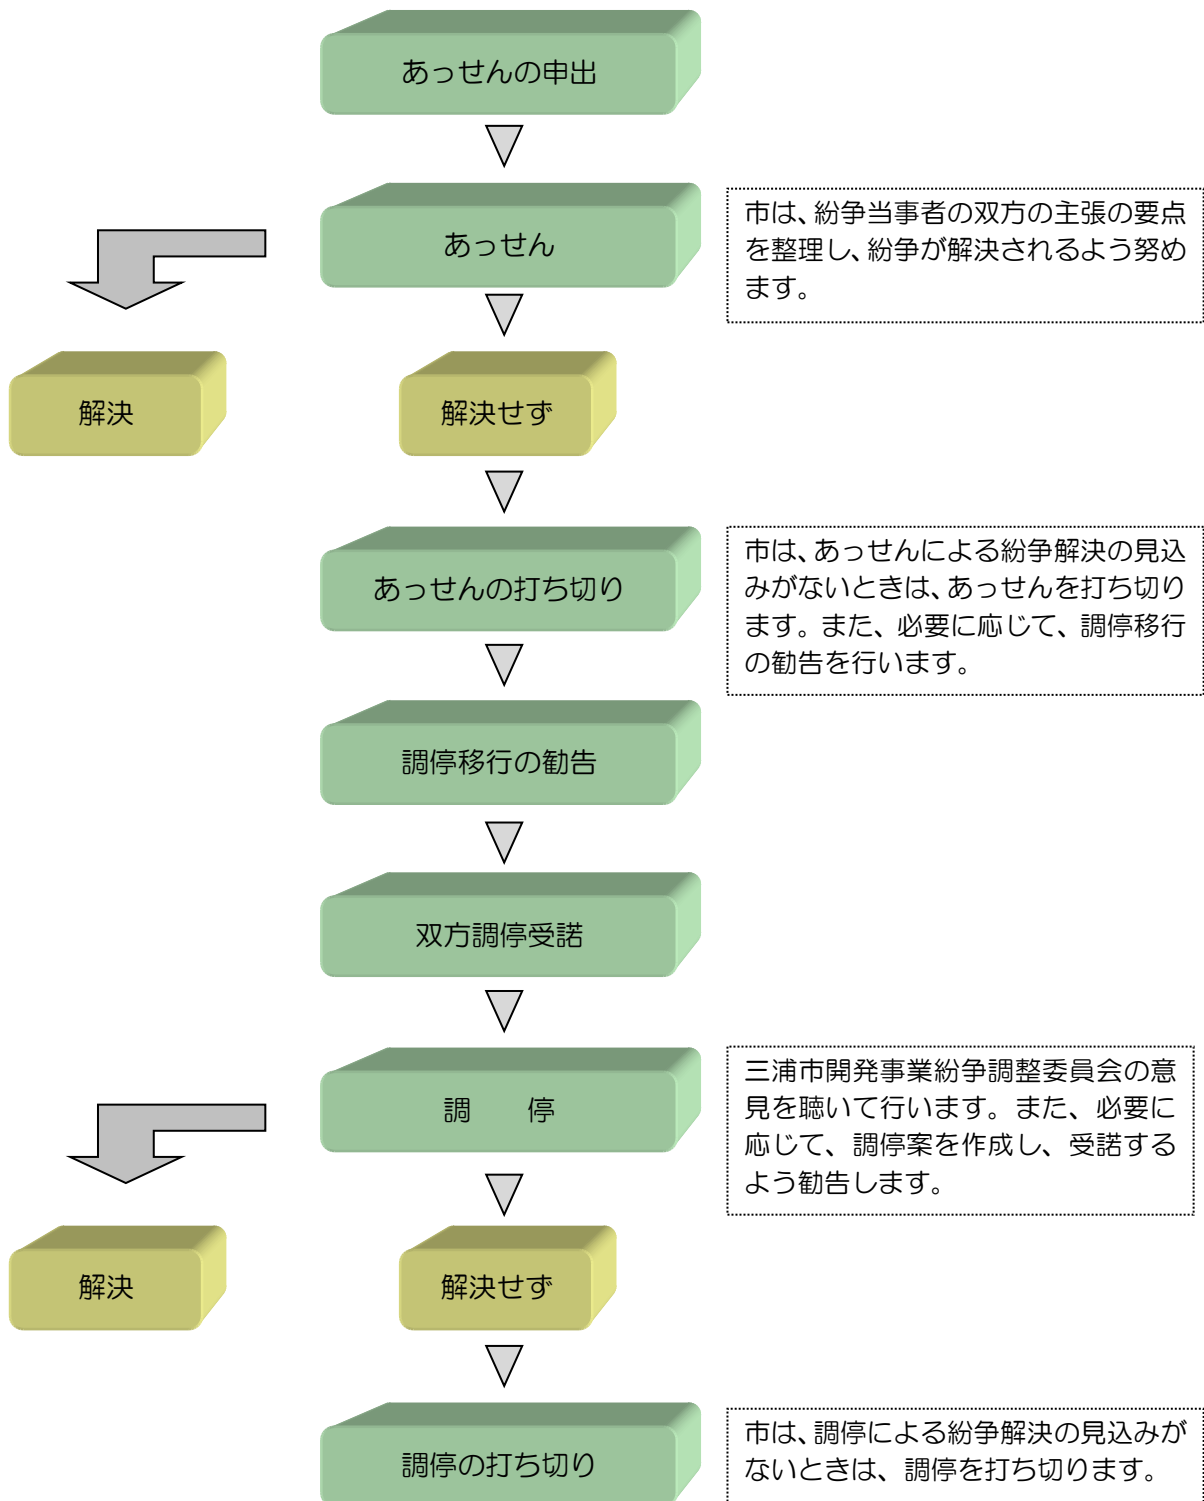 あっせんの申出
あっせん
市は、紛争当事者の双方の主張の要点
を整理し、紛争が解決されるよう努め
ます。
解決
解決せず
あっせんの打ち切り
市は、あっせんによる紛争解決の見込
みがないときは、あっせんを打ち切り
ます。また、必要に応じて、調停移行
の勧告を行います。
調停移行の勧告
双方調停受諾
調　　停
三浦市開発事業紛争調整委員会の意
見を聴いて行います。また、必要に
応じて、調停案を作成し、受諾する
よう勧告します。
解決
解決せず
調停の打ち切り
市は、調停による紛争解決の見込みが
ないときは、調停を打ち切ります。